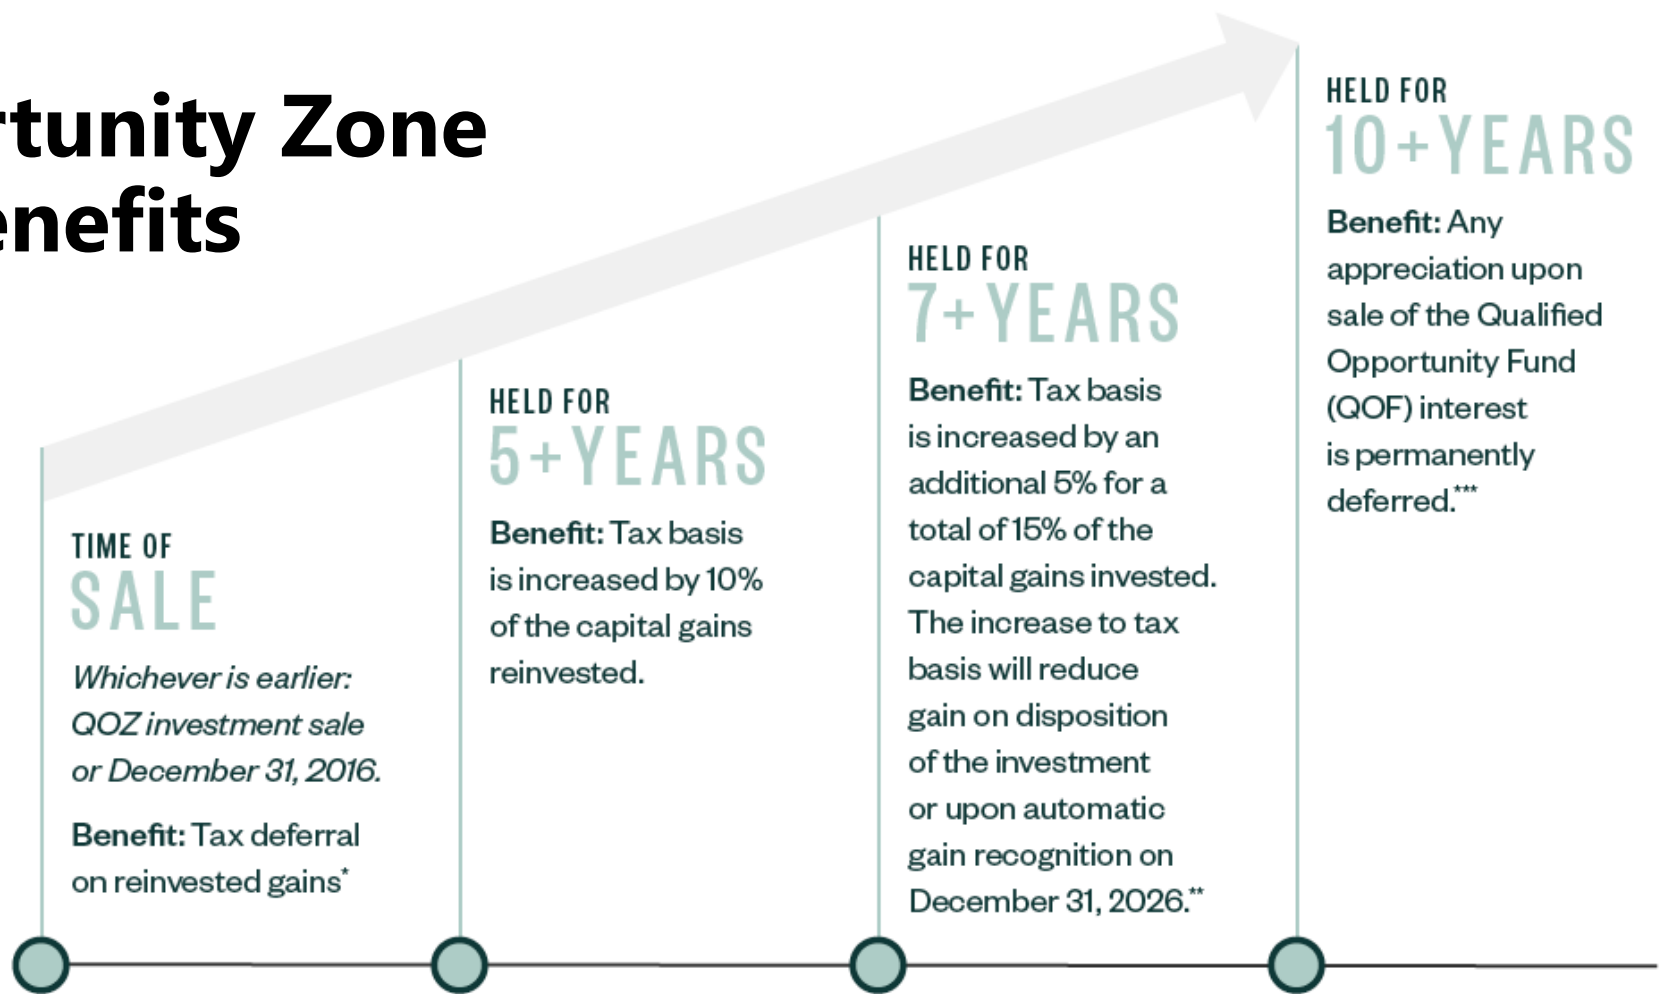 rtunity Zone
enefits
TIME OF
SALE
Whichever is earlier:
QOZ investment sale
or December 31, 2016.
Benefit: Tax deferral
on reinvested gains*
HELD FOR
5+YEARS
Benefit: Tax basis
is increased by 10%
of the capital gains
reinvested.
HELD FOR
7+YEARS
Benefit: Tax basis
is increased by an
additional 5% for a
total of 15% of the
capital gains invested.
The increase to tax
basis will reduce
gain on disposition
of the investment
or upon automatic
gain recognition on
December 31, 2026.**
HELD FOR
10+YEARS
Benefit: Any
appreciation upon
sale of the Qualified
Opportunity Fund
(QOF) interest
is permanently
deferred.***